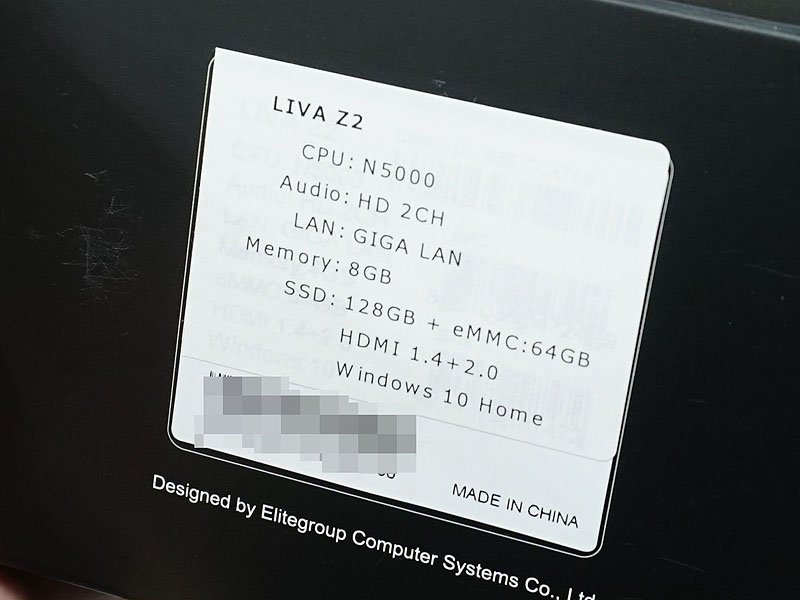 LIVA Z2
CPU: N5000
Audio: HD 2CH
LAN: GIGA LAN
Memory: 8GB
SSD: 128GB + eMMC:64GB
HDMI 1.4+2.0
Windows 10 Home
MADE IN CHINA
Designed by Elitegroup Computer Systems Co., Ltd